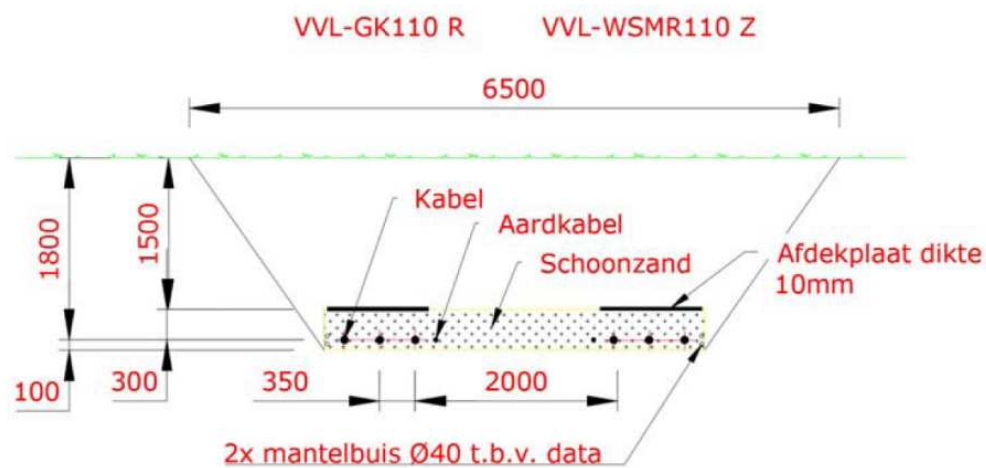 VVL-GK110 R VVL-WSMR110 Z
6500
1800
1500
Kabel
Aardkabel
Schoonzand
Afdekplaat dikte
10mm
100
300
350
2000
2x mantelbuis Ø40 t.b.v. data